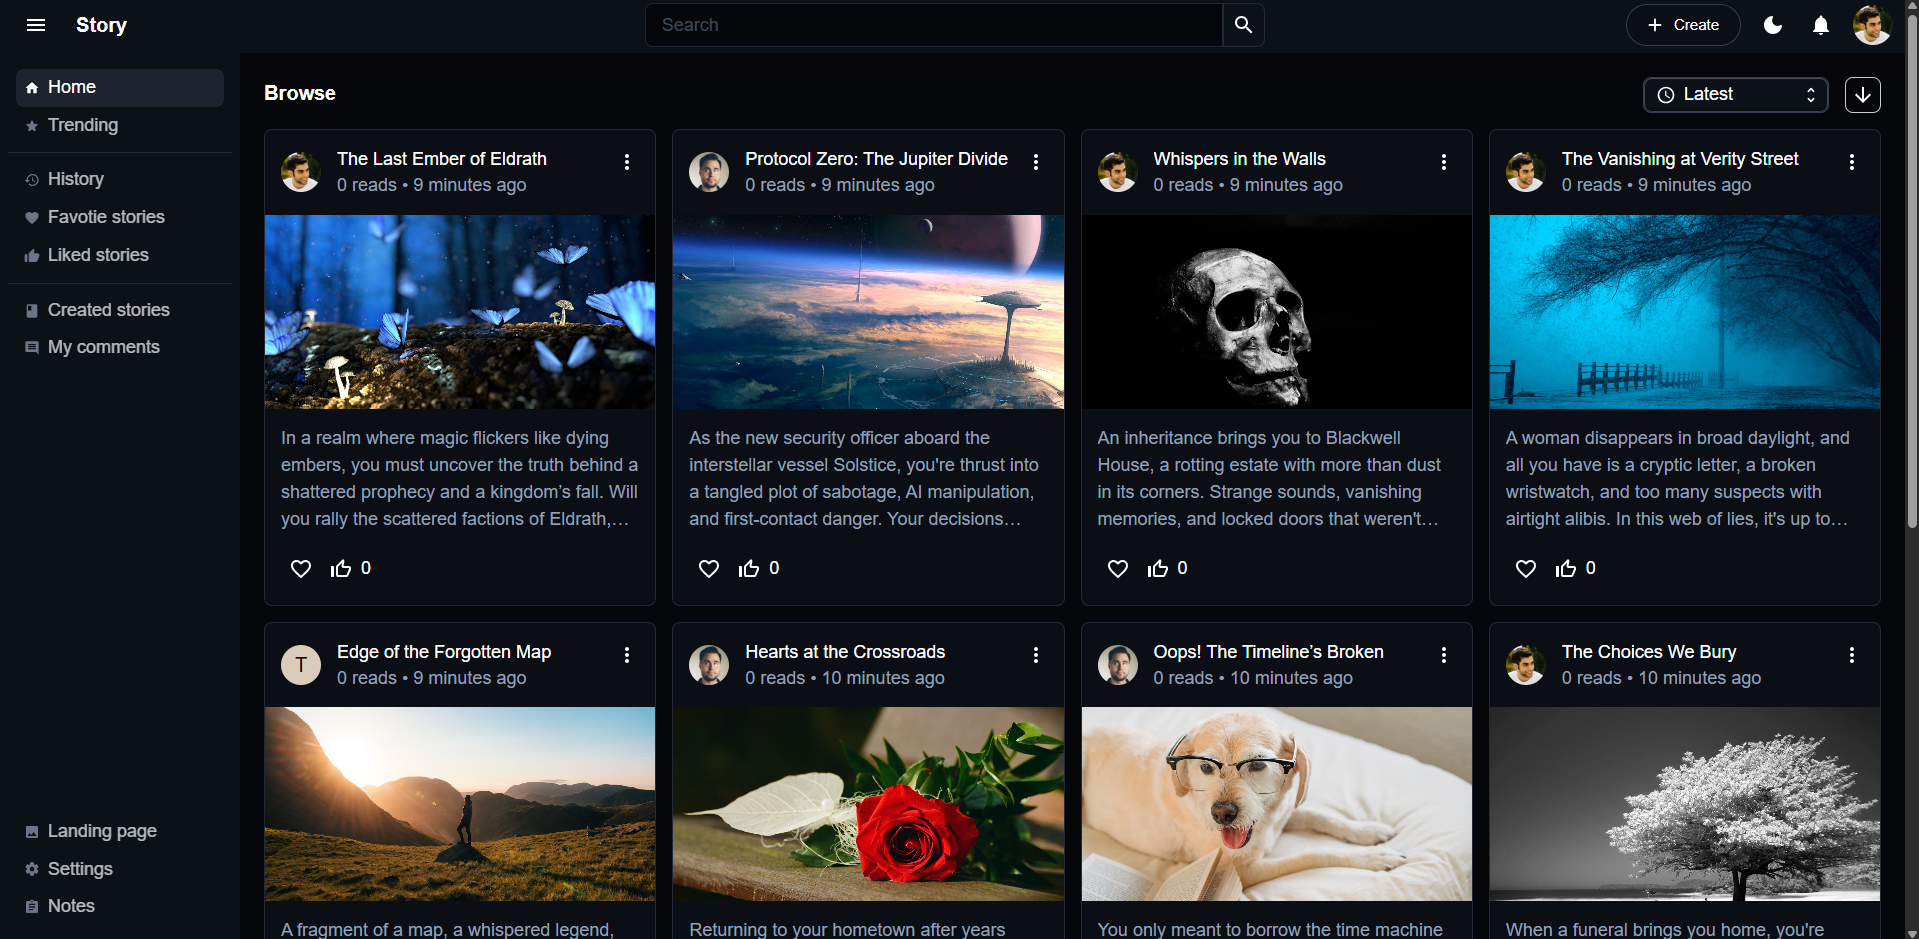 Story
Search
Create
Home
Trending
History
Favotie stories
Liked stories
Created stories
My comments
Landing page
Settings
Notes
Browse
Latest
The Last Ember of Eldrath
0 reads • 9 minutes ago
In a realm where magic flickers like dying
embers, you must uncover the truth behind a
shattered prophecy and a kingdom's fall. Will
you rally the scattered factions of Eldrath,...
0
Protocol Zero: The Jupiter Divide
0 reads • 9 minutes ago
As the new security officer aboard the
interstellar vessel Solstice, you're thrust into
a tangled plot of sabotage, AI manipulation,
and first-contact danger. Your decisions...
0
Whispers in the Walls
0 reads • 9 minutes ago
An inheritance brings you to Blackwell
House, a rotting estate with more than dust
in its corners. Strange sounds, vanishing
memories, and locked doors that weren't...
0
The Vanishing at Verity Street
0 reads • 9 minutes ago
A woman disappears in broad daylight, and
all you have is a cryptic letter, a broken
wristwatch, and too many suspects with
airtight alibis. In this web of lies, it's up to...
0
T
Edge of the Forgotten Map
0 reads • 9 minutes ago
A fragment of a map, a whispered legend,
Hearts at the Crossroads
0 reads • 10 minutes ago
Returning to your hometown after years
Oops! The Timeline’s Broken
0 reads • 10 minutes ago
You only meant to borrow the time machine
The Choices We Bury
0 reads • 10 minutes ago
When a funeral brings you home, you're